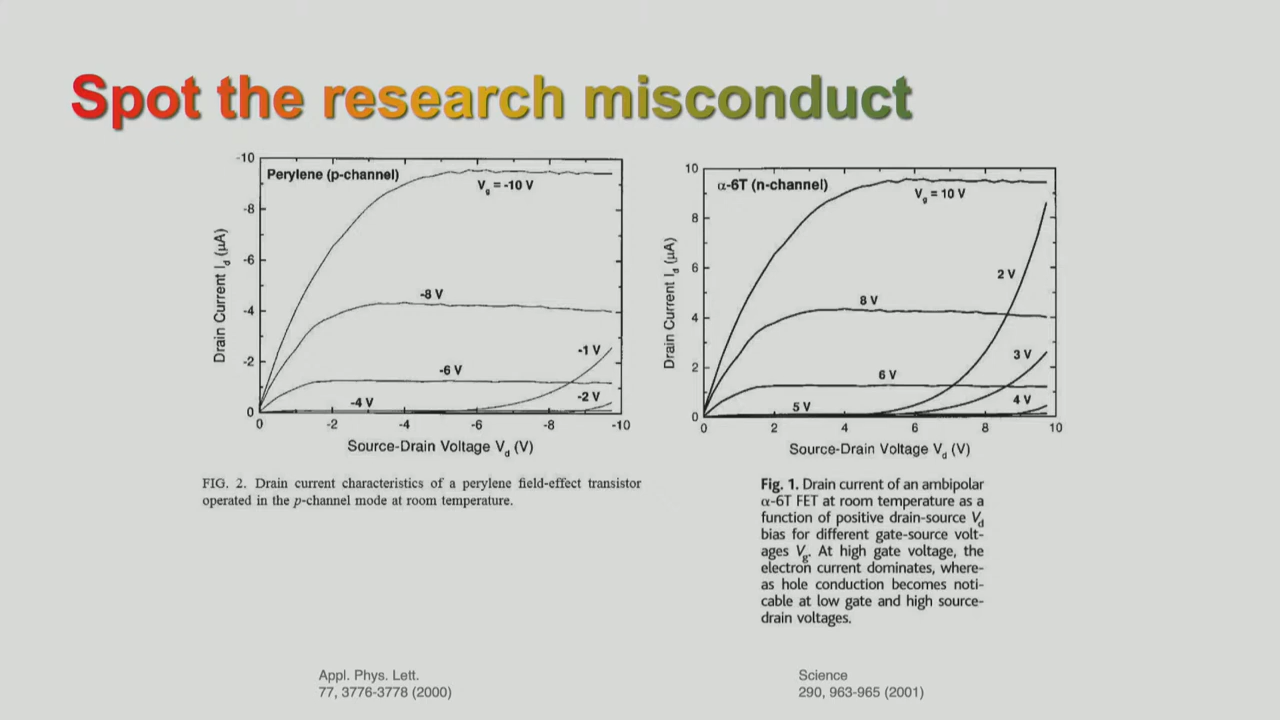 Spot the research misconduct
-10
Perylene (p-channel)
Vg = -10 V
-8
-6
-4
-2
0
-8 V
-1 V
-6 V
-2 V
-4 V
0
-2
-4
-6
-8
-10
Drain Current Id (μA)
Source-Drain Voltage Vd (V)
FIG. 2. Drain current characteristics of a perylene field-effect transistor
operated in the p-channel mode at room temperature.
Appl. Phys. Lett.
77, 3776-3778 (2000)
10
α-6T (n-channel)
Vg = 10 V
8
6
4
2
0
2 V
8 V
3 V
6 V
4 V
5 V
0
2
4
6
8
10
Drain Current Id (μA)
Source-Drain Voltage Vd (V)
Fig. 1. Drain current of an ambipolar
α-6T FET at room temperature as a
function of positive drain-source Vd
bias for different gate-source volt-
ages Vg. At high gate voltage, the
electron current dominates, where-
as hole conduction becomes noti-
cable at low gate and high source-
drain voltages.
Science
290, 963-965 (2001)